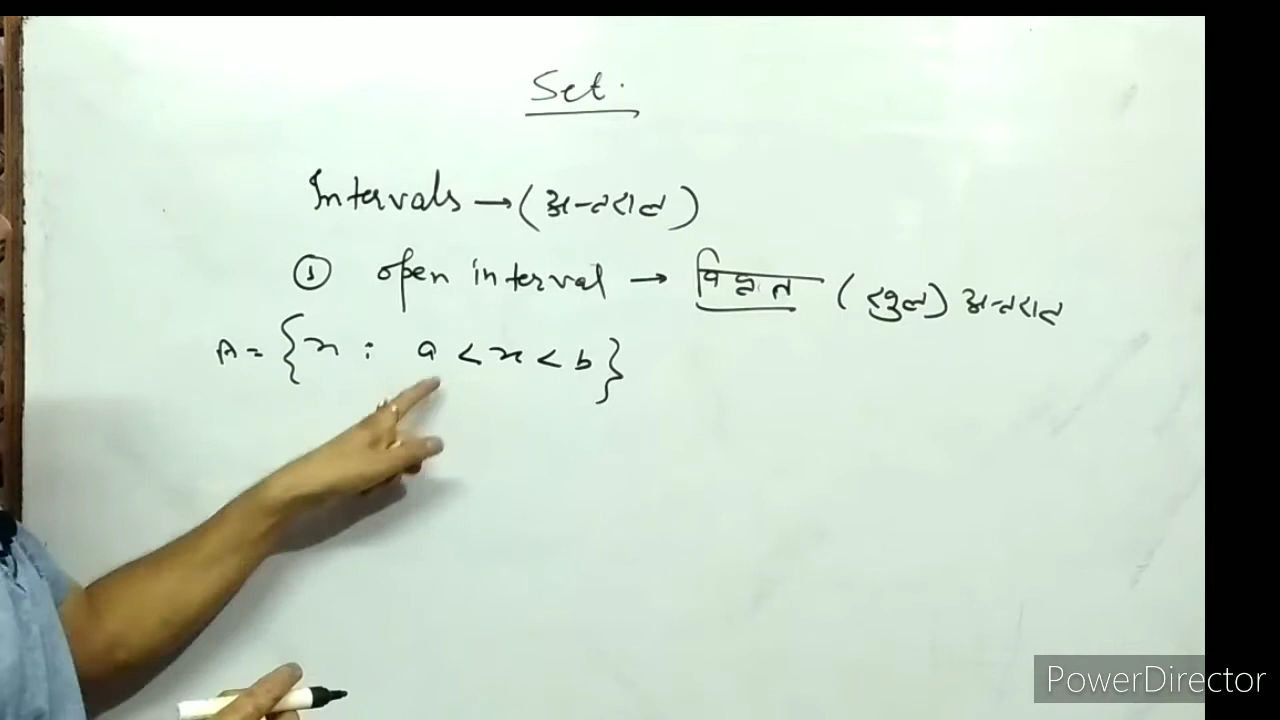 Set.
Intervals → (अन्तराल)
① open interval → विवृत (खुला) अन्तराल
A = {x : a < x < b}
PowerDirector